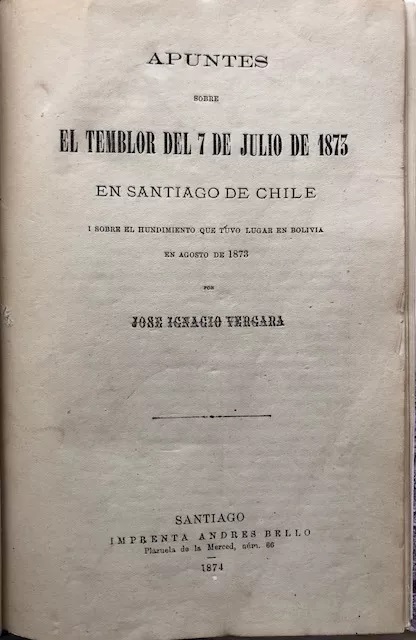 APUNTES
SOBRE
EL TEMBLOR DEL 7 DE JULIO DE 1873
EN SANTIAGO DE CHILE
I SOBRE EL HUNDIMIENTO QUE TUVO LUGAR EN BOLIVIA
EN AGOSTO DE 1873
POR
JOSE IGNACIO VERGARA
SANTIAGO
IMPRENTA ANDRES BELLO
Plazuela de la Merced, núm. 66
1874